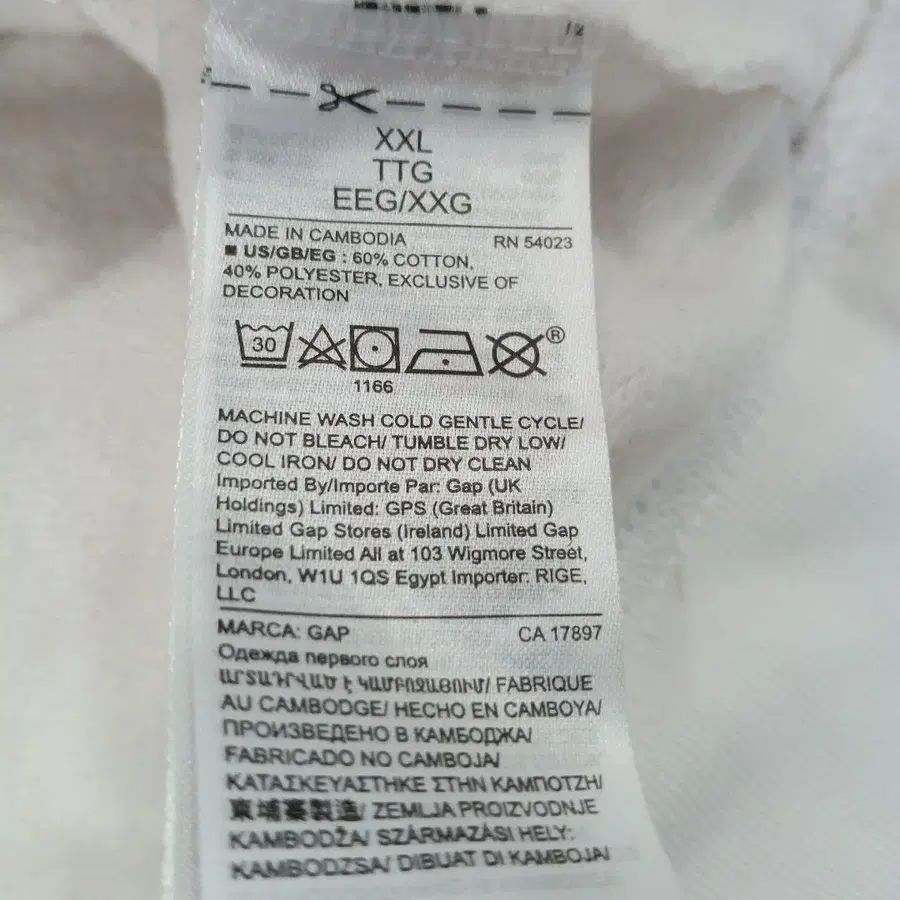 XXL
TTG
EEG/XXG
MADE IN CAMBODIA RN 54023
■ US/GB/EG : 60% COTTON,
40% POLYESTER, EXCLUSIVE OF
DECORATION
30
®
1166
MACHINE WASH COLD GENTLE CYCLE/
DO NOT BLEACH/ TUMBLE DRY LOW/
COOL IRON/ DO NOT DRY CLEAN
Imported By/Importe Par: Gap (UK
Holdings) Limited: GPS (Great Britain)
Limited Gap Stores (Ireland) Limited Gap
Europe Limited All at 103 Wigmore Street,
London, W1U 1QS Egypt Importer: RIGE,
LLC
MARCA: GAP CA 17897
Одежда первого слоя
ԱՐՏԱԴՐՎԱԾ Է ԿԱՄԲՈՋԱՅՈՒՄ/ FABRIQUE
AU CAMBODGE/ HECHO EN CAMBOYA/
ПРОИЗВЕДЕНО В КАМБОДЖА/
FABRICADO NO CAMBOJA/
ΚΑΤΑΣΚΕΥΑΣΤΗΚΕ ΣΤΗΝ ΚΑΜΠΟΤΖΗ/
柬埔寨製造/ ZEMLJA PROIZVODNJE
KAMBODŽA/ SZÁRMAZÁSI HELY:
KAMBODZSA/ DIBUAT DI KAMBOJA/